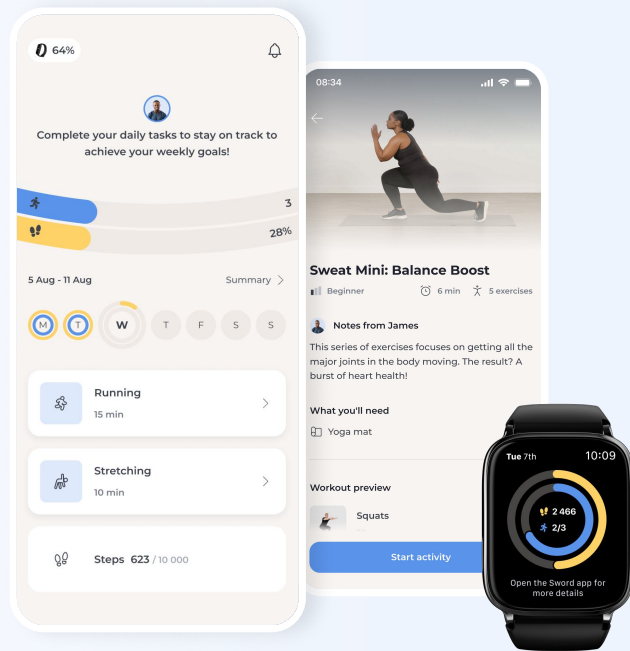 64%
Complete your daily tasks to stay on track to
achieve your weekly goals!
3
28%
5 Aug - 11 Aug
Summary
M
T
W
T
F
S
S
Running
15 min
Stretching
10 min
Steps 623 / 10 000
08:34
Sweat Mini: Balance Boost
Beginner
6 min
5 exercises
Notes from James
This series of exercises focuses on getting all the
major joints in the body moving. The result? A
burst of heart health!
What you'll need
Yoga mat
Workout preview
Squats
Start activity
Tue 7th
10:09
2 466
2/3
Open the Sword app for
more details